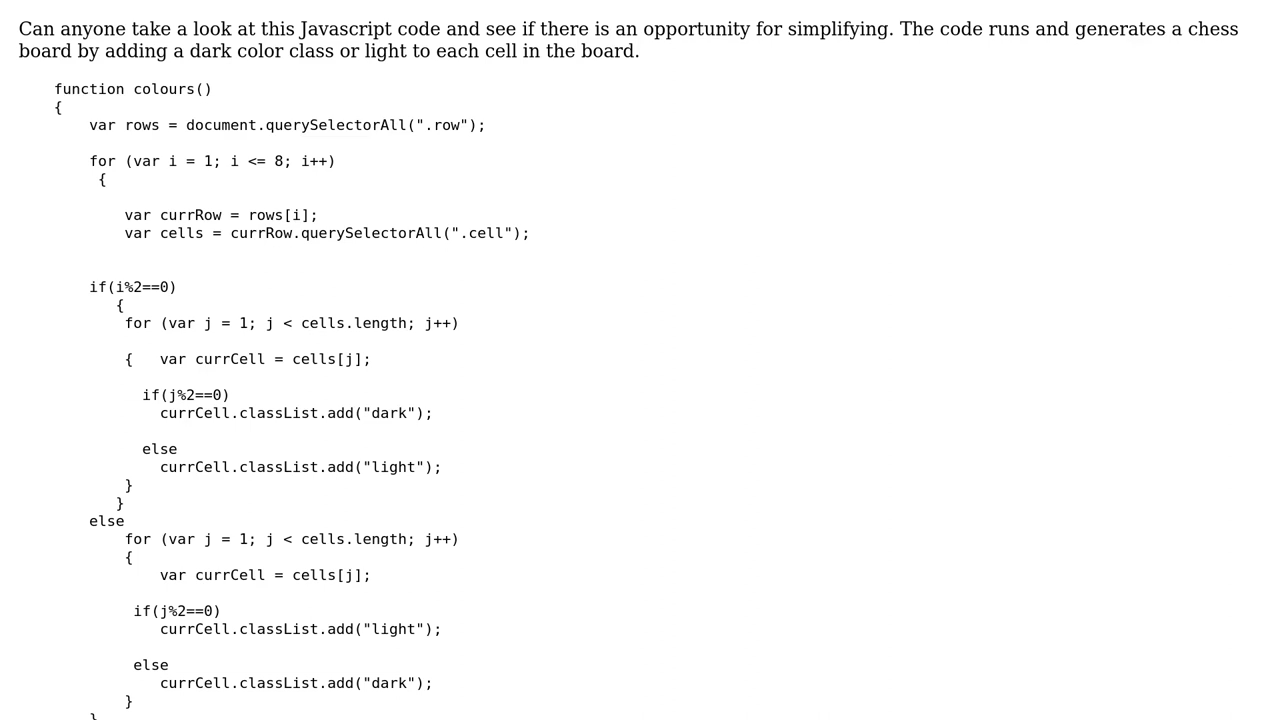 Can anyone take a look at this Javascript code and see if there is an opportunity for simplifying. The code runs and generates a chess
board by adding a dark color class or light to each cell in the board.
function colours()
{
var rows = document.querySelectorAll(".row");
for (var i = 1; i <= 8; i++)
{
var currRow = rows[i];
var cells = currRow.querySelectorAll(".cell");
if(i%2==0)
{
for (var j = 1; j < cells.length; j++)
{   var currCell = cells[j];
if(j%2==0)
currCell.classList.add("dark");
else
currCell.classList.add("light");
}
}
else
for (var j = 1; j < cells.length; j++)
{
var currCell = cells[j];
if(j%2==0)
currCell.classList.add("light");
else
currCell.classList.add("dark");
}
}